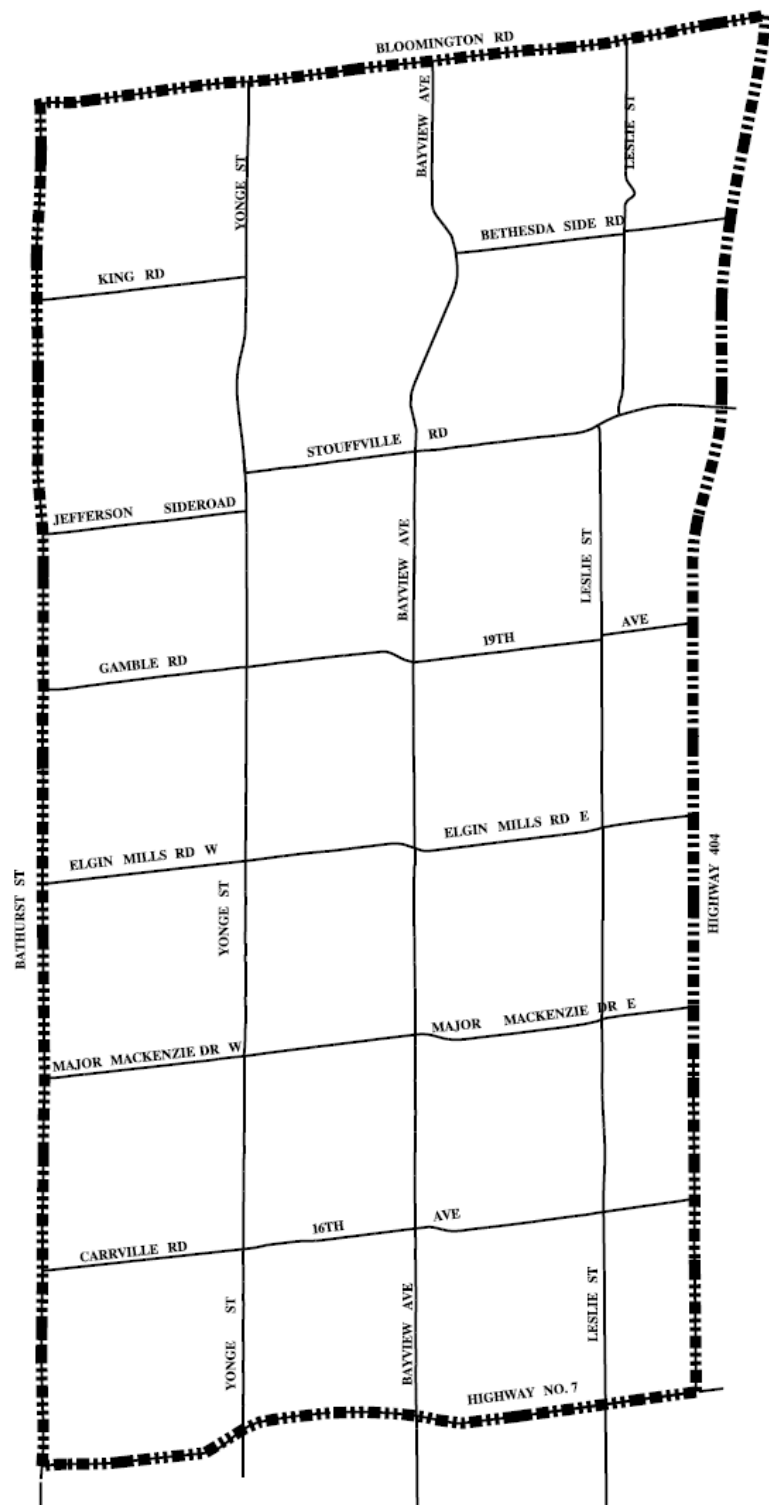 BLOOMINGTON RD
BAYVIEW AVE
LESLIE ST
YONGE ST
BETHESDA SIDE RD
KING RD
STOUFFVILLE RD
JEFFERSON SIDEROAD
BAYVIEW AVE
LESLIE ST
19TH AVE
GAMBLE RD
ELGIN MILLS RD E
ELGIN MILLS RD W
HIGHWAY 404
BATHURST ST
YONGE ST
MAJOR MACKENZIE DR E
MAJOR MACKENZIE DR W
16TH AVE
CARRVILLE RD
LESLIE ST
YONGE ST
BAYVIEW AVE
HIGHWAY NO. 7